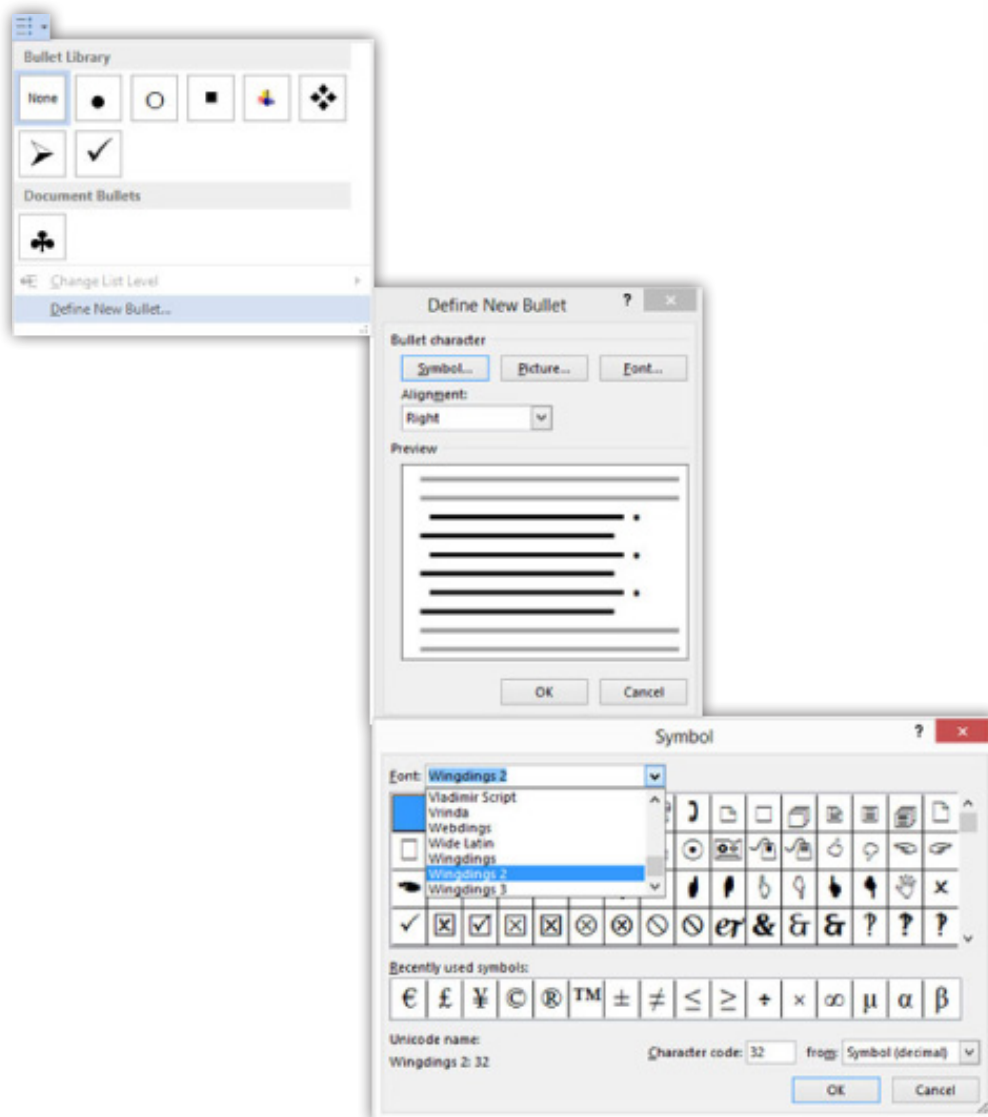 Bullet Library
None
Document Bullets
Change List Level
Define New Bullet...
Define New Bullet ?
Bullet character
Symbol... Picture... Font...
Alignment:
Right
Preview
OK Cancel
Symbol ?
Font: Wingdings 2
Vladimir Script
Vrinda
Webdings
Wide Latin
Wingdings
Wingdings 2
Wingdings 3
er & & & ? ? ?
Recently used symbols:
€ £ ¥ © ® ™ ± ≠ ≤ ≥ ÷ × ∞ µ α β
Unicode name:
Wingdings 2: 32
Character code: 32 from: Symbol (decimal)
OK Cancel